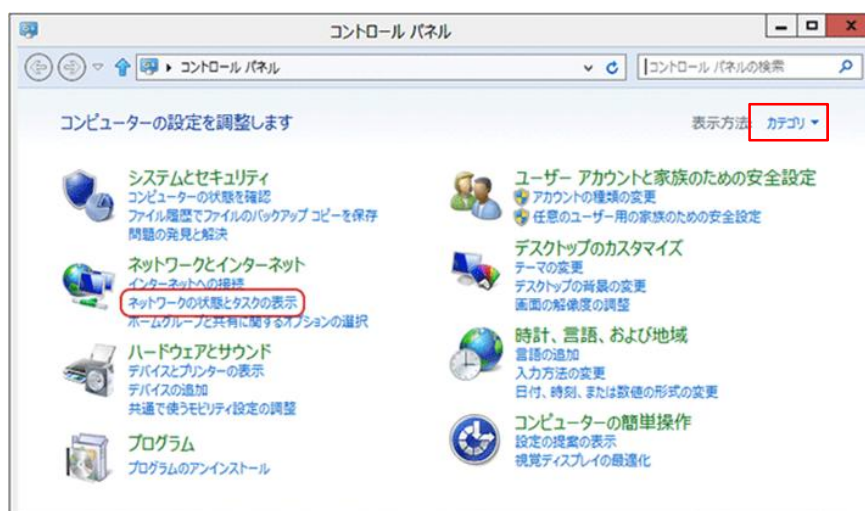 コントロール パネル
コントロール パネル
コントロール パネルの検索
コンピューターの設定を調整します
表示方法: カテゴリ
システムとセキュリティ
コンピューターの状態を確認
ファイル履歴でファイルのバックアップ コピーを保存
問題の発見と解決
ネットワークとインターネット
インターネットへの接続
ネットワークの状態とタスクの表示
ホームグループと共有に関するオプションの選択
ハードウェアとサウンド
デバイスとプリンターの表示
デバイスの追加
共通で使うモビリティ設定の調整
プログラム
プログラムのアンインストール
ユーザー アカウントと家族のための安全設定
アカウントの種類の変更
任意のユーザー用の家族のための安全設定
デスクトップのカスタマイズ
テーマの変更
デスクトップの背景の変更
画面の解像度の調整
時計、言語、および地域
言語の追加
入力方法の変更
日付、時刻、または数値の形式の変更
コンピューターの簡単操作
設定の提案の表示
視覚ディスプレイの最適化